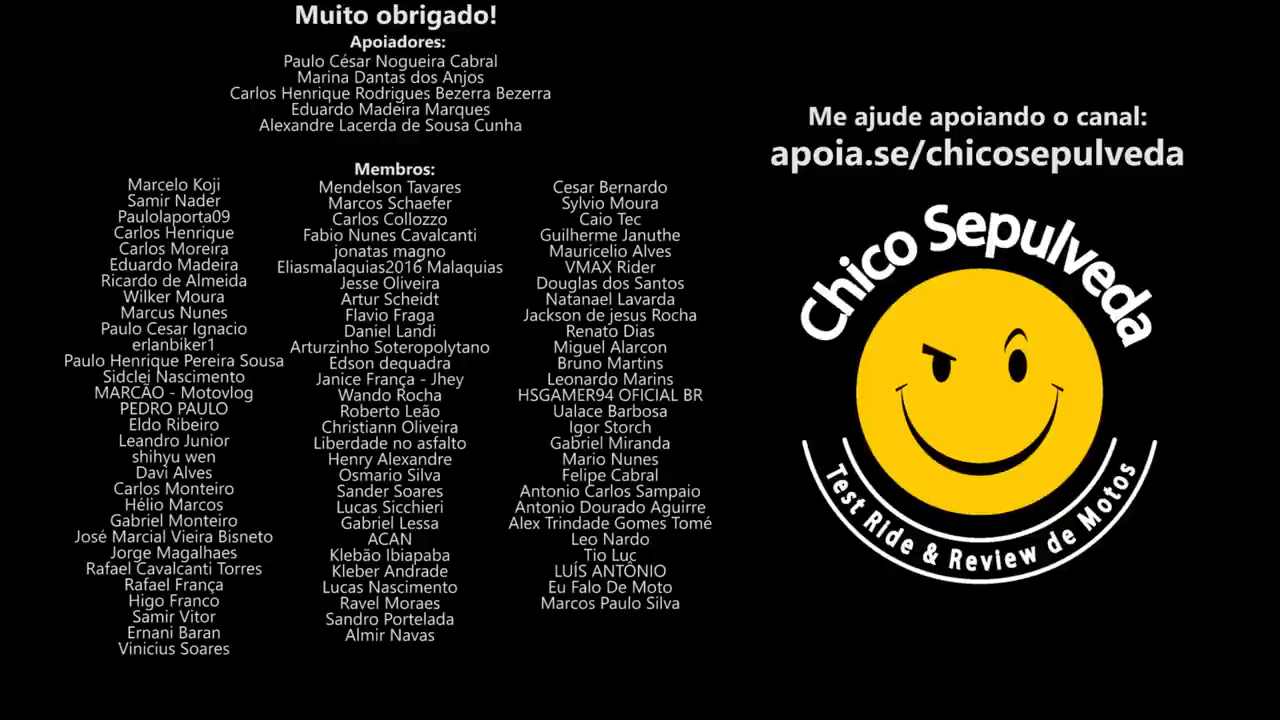 Muito obrigado!
Apoiadores:
Paulo César Nogueira Cabral
Marina Dantas dos Anjos
Carlos Henrique Rodrigues Bezerra Bezerra
Eduardo Madeira Marques
Alexandre Lacerda de Sousa Cunha
Marcelo Koji
Samir Nader
Paulolaporta09
Carlos Henrique
Carlos Moreira
Eduardo Madeira
Ricardo de Almeida
Wilker Moura
Marcus Nunes
Paulo Cesar Ignacio
erlanbiker1
Paulo Henrique Pereira Sousa
Sidclei Nascimento
MARCÃO - Motovlog
PEDRO PAULO
Eldo Ribeiro
Leandro Junior
shihyu wen
Davi Alves
Carlos Monteiro
Hélio Marcos
Gabriel Monteiro
José Marcial Vieira Bisneto
Jorge Magalhaes
Rafael Cavalcanti Torres
Rafael França
Higo Franco
Samir Vitor
Ernani Baran
Vinicius Soares
Membros:
Mendelson Tavares
Marcos Schaefer
Carlos Collozzo
Fabio Nunes Cavalcanti
jonatas magno
Eliasmalaquias2016 Malaquias
Jesse Oliveira
Artur Scheidt
Flavio Fraga
Daniel Landi
Arturzinho Soteropolytano
Edson dequadra
Janice França - Jhey
Wando Rocha
Roberto Leão
Christiann Oliveira
Liberdade no asfalto
Henry Alexandre
Osmario Silva
Sander Soares
Lucas Sicchieri
Gabriel Lessa
ACAN
Klebão Ibiapaba
Kleber Andrade
Lucas Nascimento
Ravel Moraes
Sandro Portelada
Almir Navas
Cesar Bernardo
Sylvio Moura
Caio Tec
Guilherme Januthe
Mauricelio Alves
VMAX Rider
Douglas dos Santos
Natanael Lavarda
Jackson de jesus Rocha
Renato Dias
Miguel Alarcon
Bruno Martins
Leonardo Marins
HSGAMER94 OFICIAL BR
Ualace Barbosa
Igor Storch
Gabriel Miranda
Mario Nunes
Felipe Cabral
Antonio Carlos Sampaio
Antonio Dourado Aguirre
Alex Trindade Gomes Tomé
Leo Nardo
Tio Luc
LUÍS ANTÔNIO
Eu Falo De Moto
Marcos Paulo Silva
Me ajude apoiando o canal:
apoia.se/chicosepulveda
Chico Sepulveda
Test Ride & Review de Motos